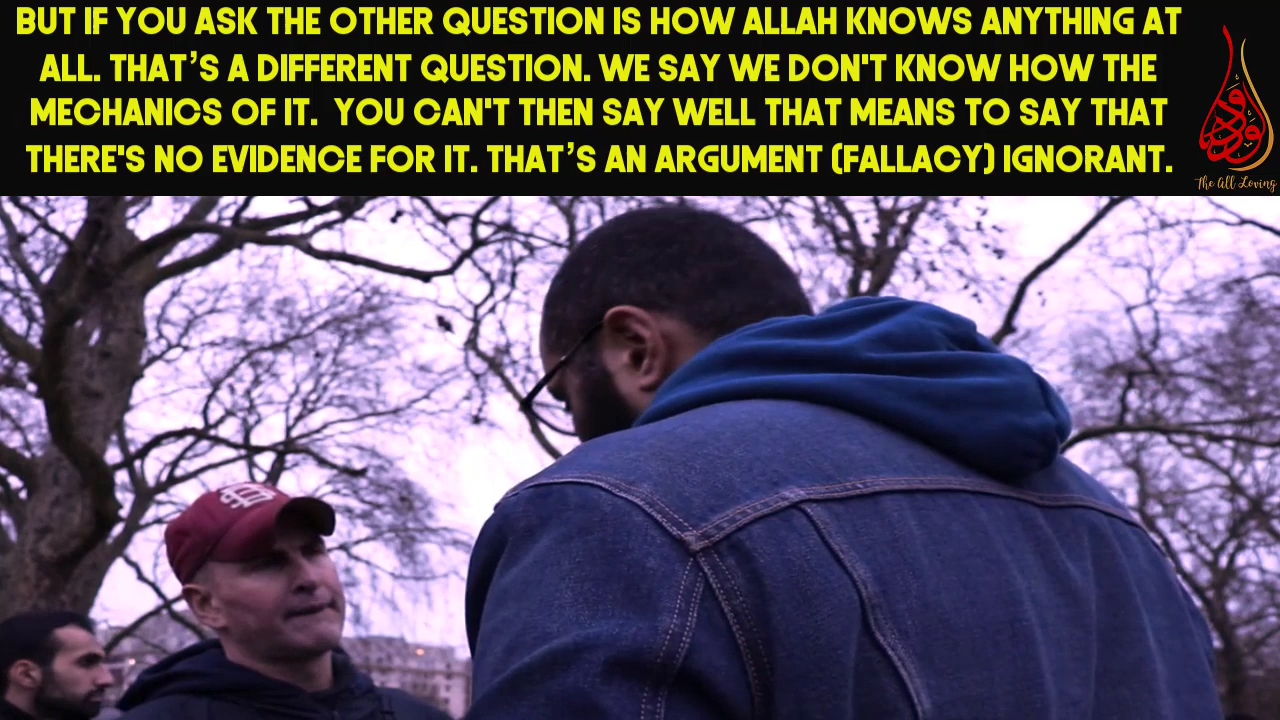 BUT IF YOU ASK THE OTHER QUESTION IS HOW ALLAH KNOWS ANYTHING AT
ALL. THAT’S A DIFFERENT QUESTION. WE SAY WE DON'T KNOW HOW THE
MECHANICS OF IT.  YOU CAN'T THEN SAY WELL THAT MEANS TO SAY THAT
THERE'S NO EVIDENCE FOR IT. THAT’S AN ARGUMENT (FALLACY) IGNORANT.
The All Loving